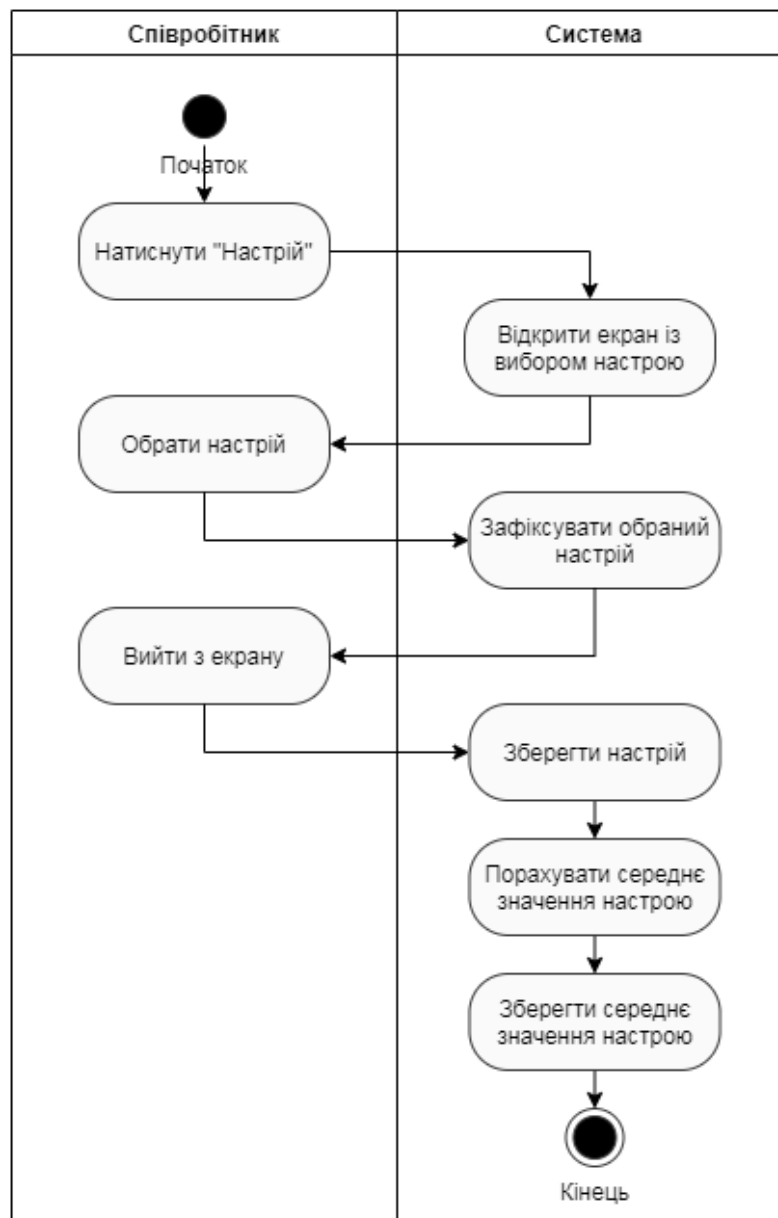 Співробітник
Система
Початок
Натиснути "Настрій"
Відкрити екран із
вибором настрою
Обрати настрій
Зафіксувати обраний
настрій
Вийти з екрану
Зберегти настрій
Порахувати середнє
значення настрою
Зберегти середнє
значення настрою
Кінець